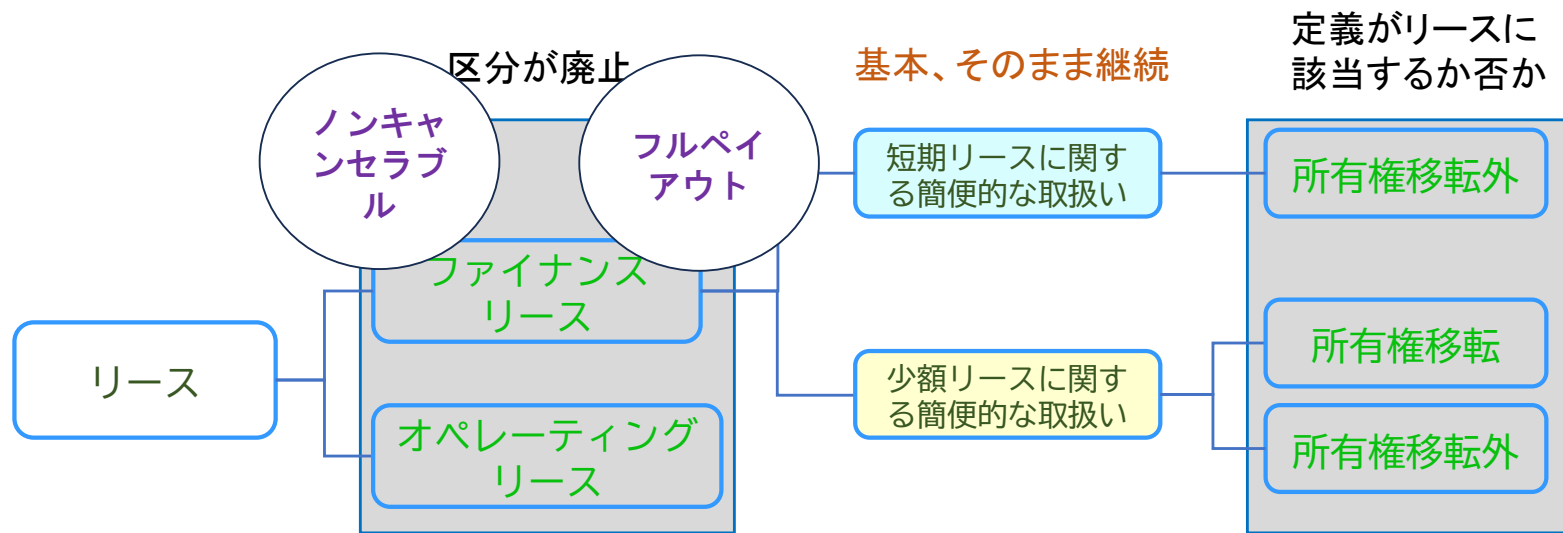 区分が廃止
基本、そのまま継続
定義がリースに
該当するか否か
ノンキャ
ンセラブ
ル
フルペイ
アウト
短期リースに関す
る簡便的な取扱い
所有権移転外
ファイナンス
リース
リース
オペレーティング
リース
少額リースに関す
る簡便的な取扱い
所有権移転
所有権移転外